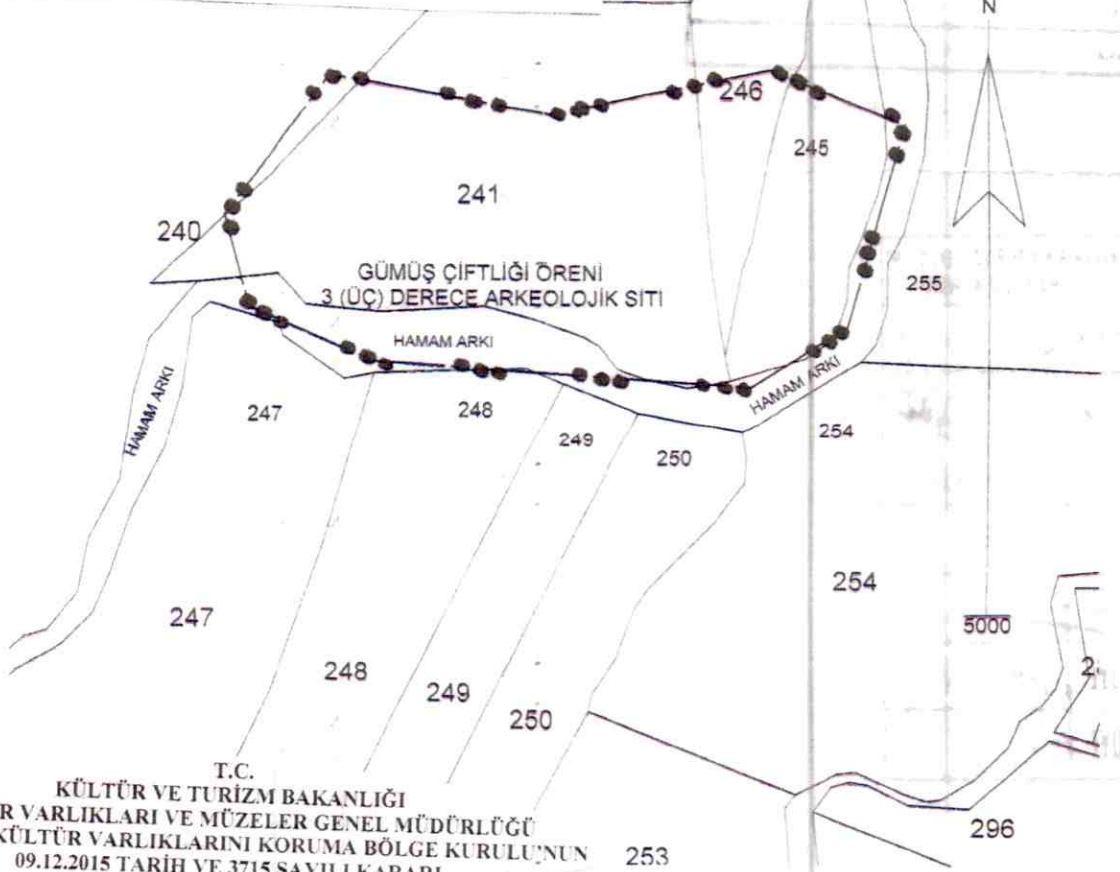 N
246
245
241
240
GÜMÜŞ ÇİFTLİĞİ ÖRENİ
3 (ÜÇ) DERECE ARKEOLOJİK SİTİ
255
HAMAM ARKI
HAMAM ARKI
HAMAM ARKI
247
248
249
250
254
254
247
5000
248
249
250
T.C.
KÜLTÜR VE TURİZM BAKANLIĞI
R VARLIKLARI VE MÜZELER GENEL MÜDÜRLÜĞÜ
KÜLTÜR VARLIKLARINI KORUMA BÖLGE KURULU'NUN
09.12.2015 TARİH VE 3715 SAYILI KARARI
253
296